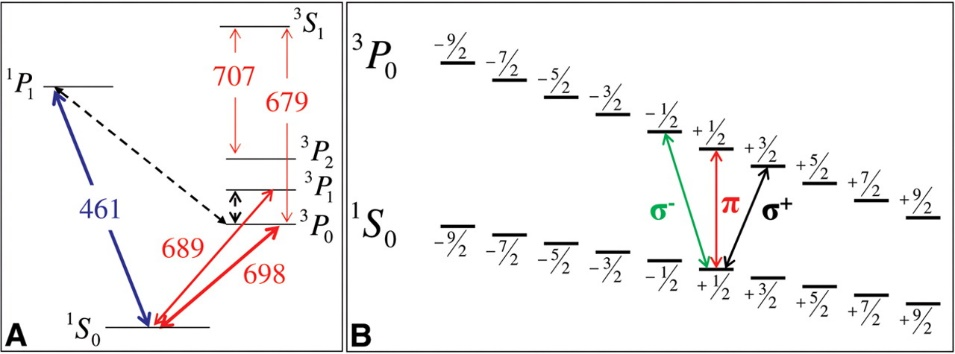 ³S₁
¹P₁
707
679
³P₂
³P₁
461
³P₀
689
698
¹S₀
A
³P₀
−9/2
−7/2
−5/2
−3/2
−1/2
+1/2
+3/2
+5/2
+7/2
+9/2
σ⁻
π
σ⁺
¹S₀
−9/2
−7/2
−5/2
−3/2
−1/2
+1/2
+3/2
+5/2
+7/2
+9/2
B